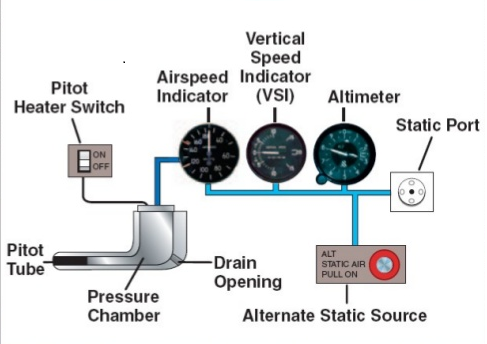 Vertical
Speed
Indicator
(VSI)
Airspeed
Indicator
Altimeter
Pitot
Heater Switch
Static Port
ON
OFF
Pitot
Tube
Drain
Opening
Pressure
Chamber
ALT
STATIC AIR
PULL ON
Alternate Static Source